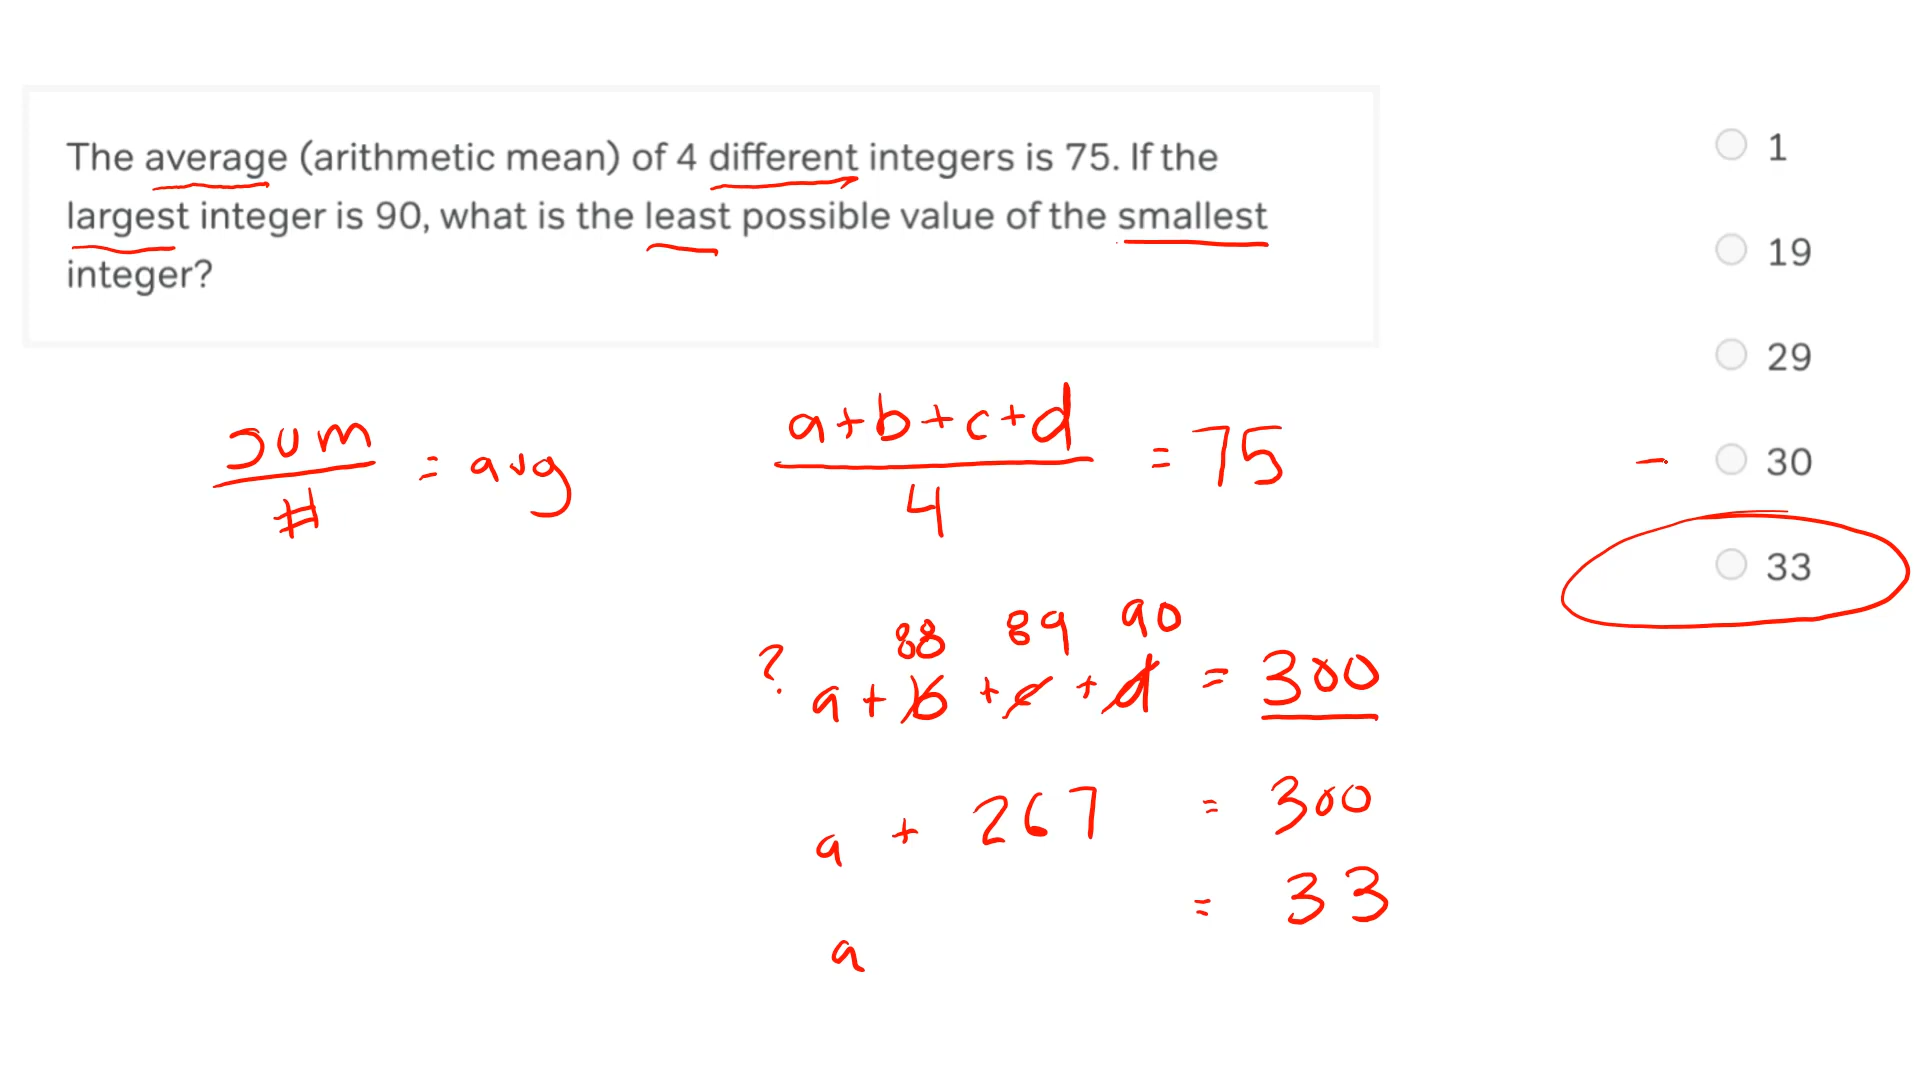 The average (arithmetic mean) of 4 different integers is 75. If the
largest integer is 90, what is the least possible value of the smallest
integer?
1
19
29
30
33
sum
# = avg
a+b+c+d
4 = 75
88 89 90
? a + b + c + d = 300
a + 267 = 300
a = 33